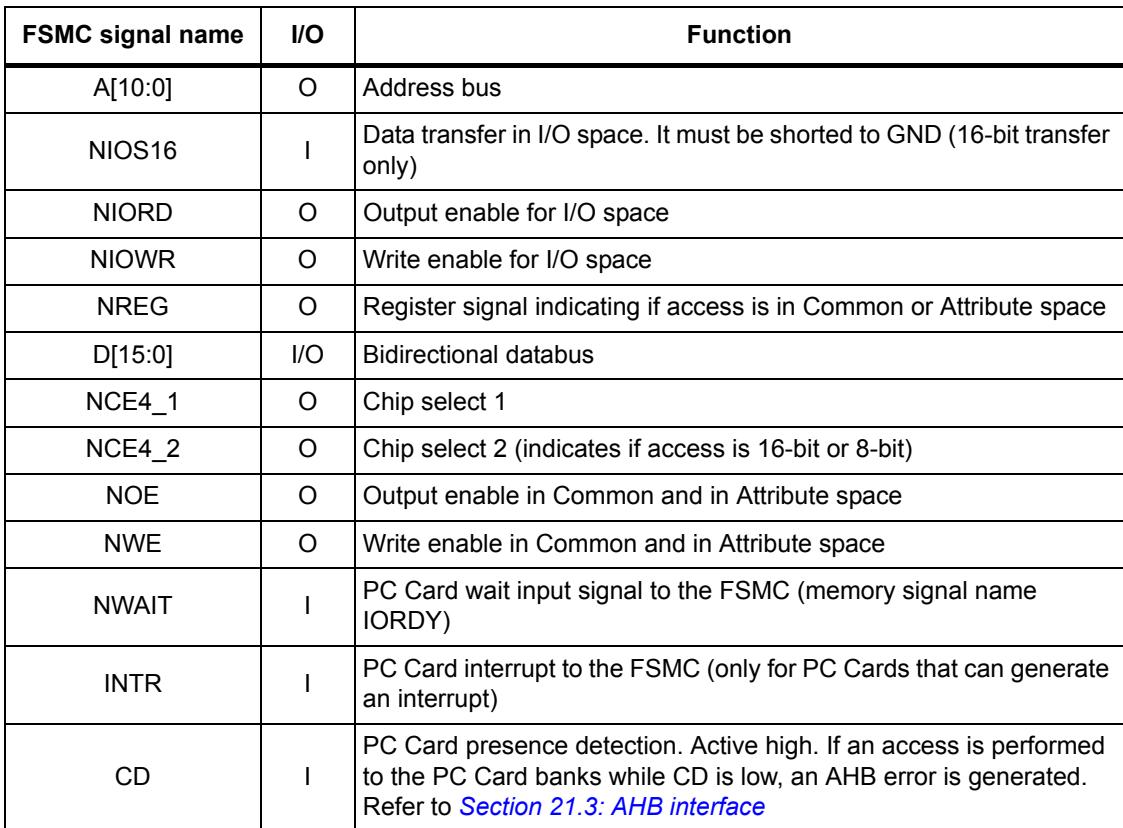 FSMC signal name I/O Function
A[10:0] O Address bus
NIOS16 I Data transfer in I/O space. It must be shorted to GND (16-bit transfer
only)
NIORD O Output enable for I/O space
NIOWR O Write enable for I/O space
NREG O Register signal indicating if access is in Common or Attribute space
D[15:0] I/O Bidirectional databus
NCE4_1 O Chip select 1
NCE4_2 O Chip select 2 (indicates if access is 16-bit or 8-bit)
NOE O Output enable in Common and in Attribute space
NWE O Write enable in Common and in Attribute space
NWAIT I PC Card wait input signal to the FSMC (memory signal name
IORDY)
INTR I PC Card interrupt to the FSMC (only for PC Cards that can generate
an interrupt)
CD I PC Card presence detection. Active high. If an access is performed
to the PC Card banks while CD is low, an AHB error is generated.
Refer to Section 21.3: AHB interface